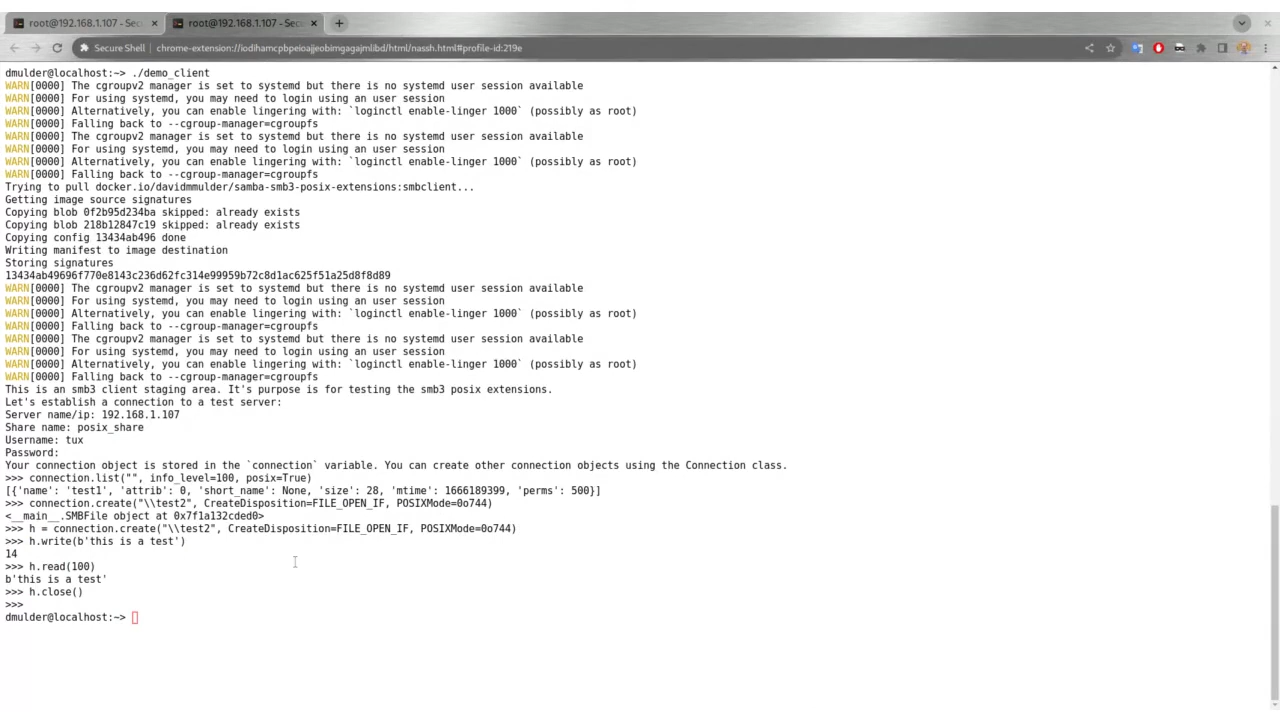 root@192.168.1.107 - Sec
root@192.168.1.107 - Secu
Secure Shell | chrome-extension://iodihamcpbpeioajjeobimgagajmlibd/html/nassh.html#profile-id:219e
dmulder@localhost:~> ./demo_client
WARN[0000] The cgroupv2 manager is set to systemd but there is no systemd user session available
WARN[0000] For using systemd, you may need to login using an user session
WARN[0000] Alternatively, you can enable lingering with: `loginctl enable-linger 1000` (possibly as root)
WARN[0000] Falling back to --cgroup-manager=cgroupfs
WARN[0000] The cgroupv2 manager is set to systemd but there is no systemd user session available
WARN[0000] For using systemd, you may need to login using an user session
WARN[0000] Alternatively, you can enable lingering with: `loginctl enable-linger 1000` (possibly as root)
WARN[0000] Falling back to --cgroup-manager=cgroupfs
Trying to pull docker.io/davidmmulder/samba-smb3-posix-extensions:smbclient...
Getting image source signatures
Copying blob 0f2b95d234ba skipped: already exists
Copying blob 218b12847c19 skipped: already exists
Copying config 13434ab496 done
Writing manifest to image destination
Storing signatures
13434ab49696f770e8143c236d62fc314e99959b72c8d1ac625f51a25d8f8d89
WARN[0000] The cgroupv2 manager is set to systemd but there is no systemd user session available
WARN[0000] For using systemd, you may need to login using an user session
WARN[0000] Alternatively, you can enable lingering with: `loginctl enable-linger 1000` (possibly as root)
WARN[0000] Falling back to --cgroup-manager=cgroupfs
WARN[0000] The cgroupv2 manager is set to systemd but there is no systemd user session available
WARN[0000] For using systemd, you may need to login using an user session
WARN[0000] Alternatively, you can enable lingering with: `loginctl enable-linger 1000` (possibly as root)
WARN[0000] Falling back to --cgroup-manager=cgroupfs
This is an smb3 client staging area. It's purpose is for testing the smb3 posix extensions.
Let's establish a connection to a test server:
Server name/ip: 192.168.1.107
Share name: posix_share
Username: tux
Password:
Your connection object is stored in the `connection` variable. You can create other connection objects using the Connection class.
>>> connection.list("", info_level=100, posix=True)
[{'name': 'test1', 'attrib': 0, 'short_name': None, 'size': 28, 'mtime': 1666189399, 'perms': 500}]
>>> connection.create("\\test2", CreateDisposition=FILE_OPEN_IF, POSIXMode=0o744)
<__main__.SMBFile object at 0x7f1a132cded0>
>>> h = connection.create("\\test2", CreateDisposition=FILE_OPEN_IF, POSIXMode=0o744)
>>> h.write(b'this is a test')
14
>>> h.read(100)
b'this is a test'
>>> h.close()
>>>
dmulder@localhost:~>